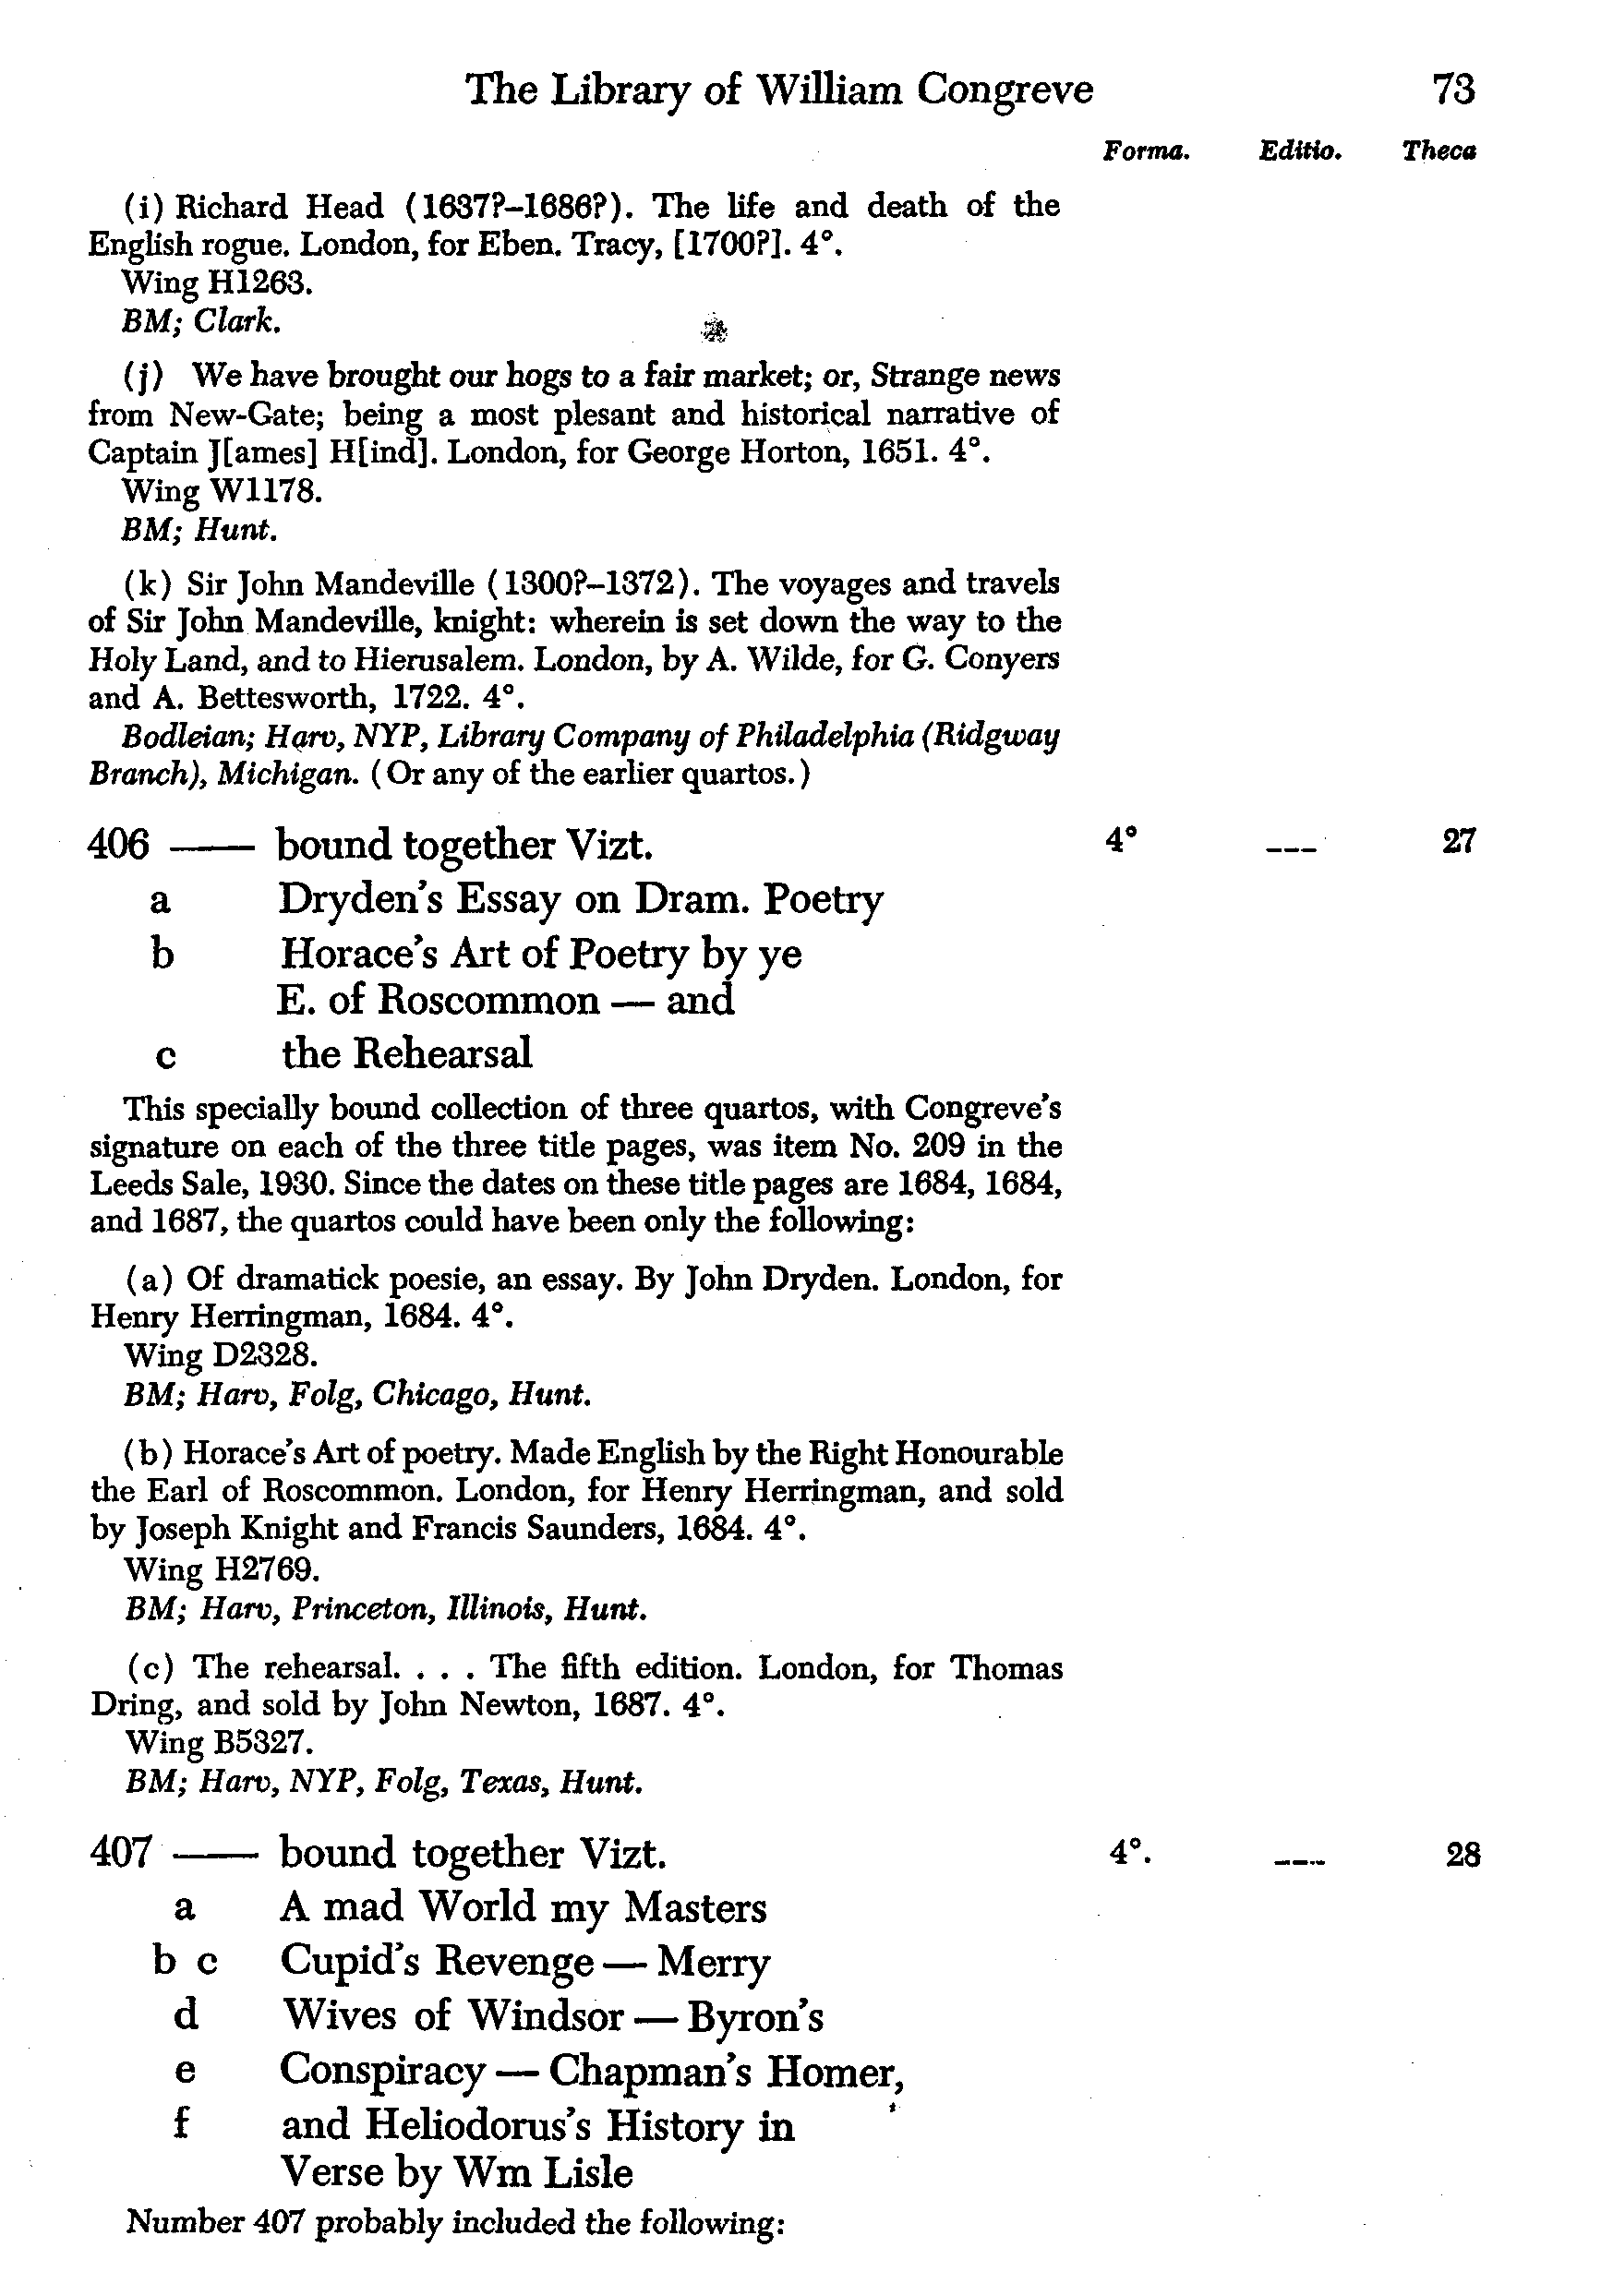 The Library of William Congreve 73
Forma. Editio. Theca
(i) Richard Head (1637?–1686?). The life and death of the
English rogue. London, for Eben. Tracy, [1700?]. 4°.
Wing H1263.
BM; Clark.
(j) We have brought our hogs to a fair market; or, Strange news
from New-Gate; being a most plesant and historical narrative of
Captain J[ames] H[ind]. London, for George Horton, 1651. 4°.
Wing W1178.
BM; Hunt.
(k) Sir John Mandeville (1300?–1372). The voyages and travels
of Sir John Mandeville, knight: wherein is set down the way to the
Holy Land, and to Hierusalem. London, by A. Wilde, for G. Conyers
and A. Bettesworth, 1722. 4°.
Bodleian; Harv, NYP, Library Company of Philadelphia (Ridgway
Branch), Michigan. (Or any of the earlier quartos.)
406 —— bound together Vizt. 4° --- 27
a Dryden's Essay on Dram. Poetry
b Horace's Art of Poetry by ye
E. of Roscommon — and
c the Rehearsal
This specially bound collection of three quartos, with Congreve's
signature on each of the three title pages, was item No. 209 in the
Leeds Sale, 1930. Since the dates on these title pages are 1684, 1684,
and 1687, the quartos could have been only the following:
(a) Of dramatick poesie, an essay. By John Dryden. London, for
Henry Herringman, 1684. 4°.
Wing D2328.
BM; Harv, Folg, Chicago, Hunt.
(b) Horace's Art of poetry. Made English by the Right Honourable
the Earl of Roscommon. London, for Henry Herringman, and sold
by Joseph Knight and Francis Saunders, 1684. 4°.
Wing H2769.
BM; Harv, Princeton, Illinois, Hunt.
(c) The rehearsal. . . . The fifth edition. London, for Thomas
Dring, and sold by John Newton, 1687. 4°.
Wing B5327.
BM; Harv, NYP, Folg, Texas, Hunt.
407 —— bound together Vizt. 4°. --- 28
a A mad World my Masters
b c Cupid's Revenge — Merry
d Wives of Windsor — Byron's
e Conspiracy — Chapman's Homer,
f and Heliodorus's History in
Verse by Wm Lisle
Number 407 probably included the following: